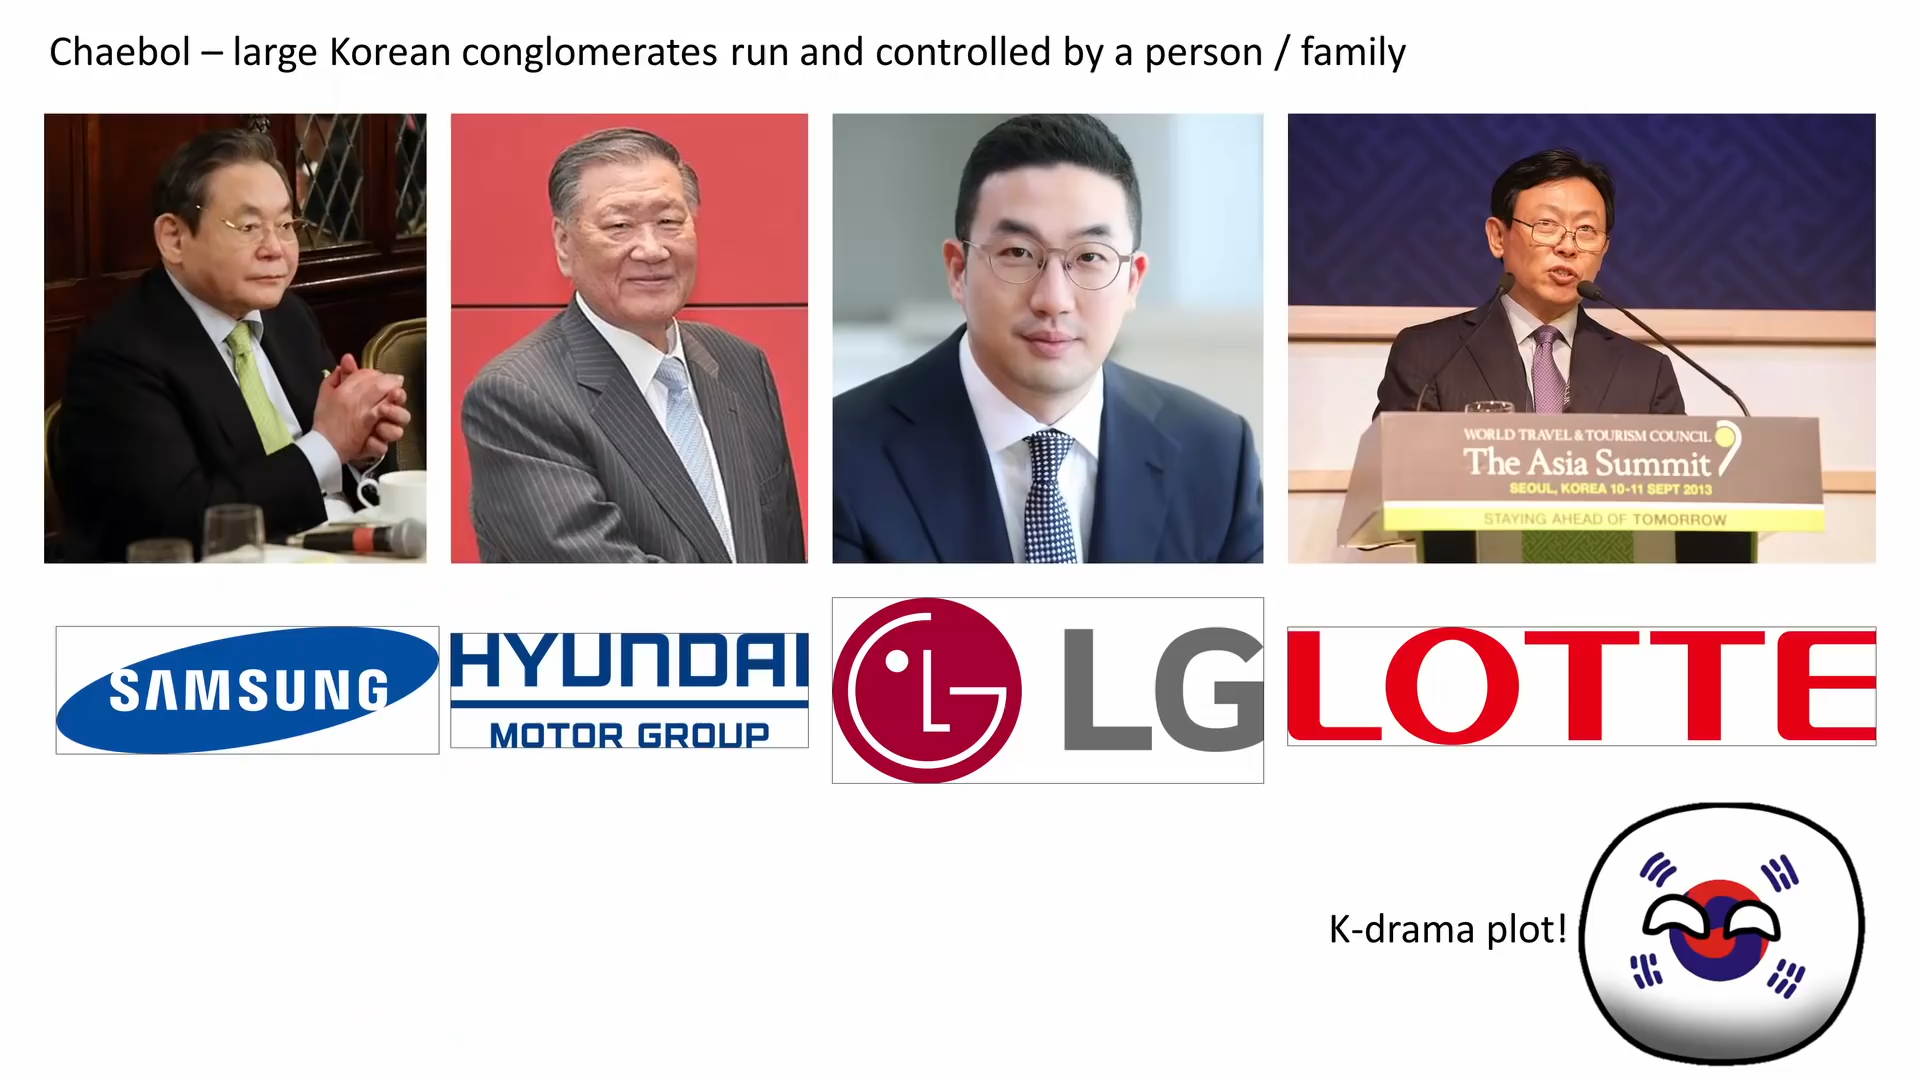 Chaebol – large Korean conglomerates run and controlled by a person / family
WORLD TRAVEL & TOURISM COUNCIL
The Asia Summit
SEOUL, KOREA 10-11 SEPT 2013
STAYING AHEAD OF TOMORROW
SAMSUNG
HYUNDAI
MOTOR GROUP
LG
LOTTE
K-drama plot!